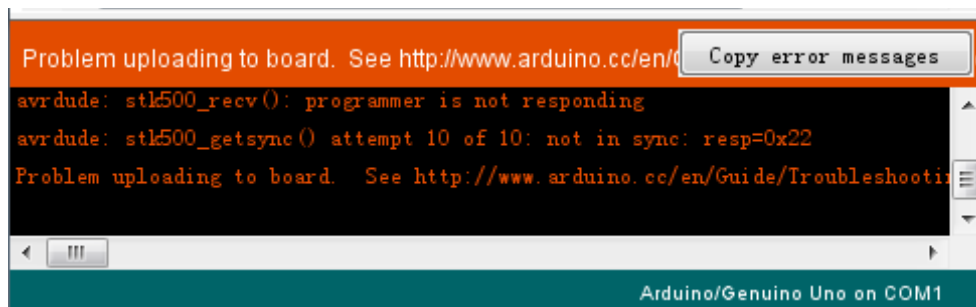 Problem uploading to board. See http://www.arduino.cc/en/
Copy error messages
avrdude: stk500_recv(): programmer is not responding
avrdude: stk500_getsync() attempt 10 of 10: not in sync: resp=0x22
Problem uploading to board. See http://www.arduino.cc/en/Guide/Troubleshootin
Arduino/Genuino Uno on COM1